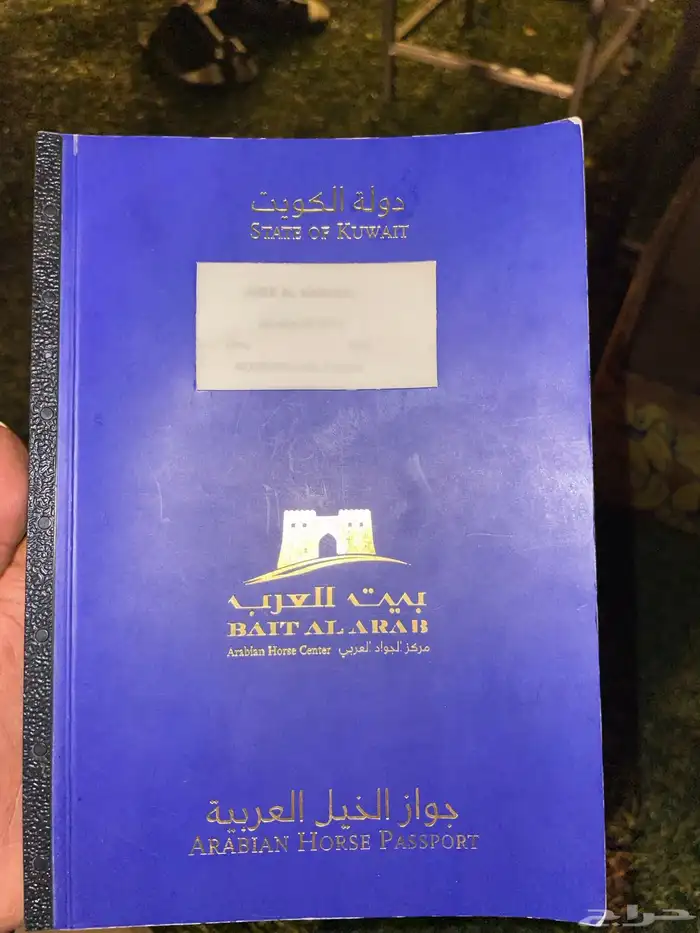 دولة الكويت
STATE OF KUWAIT
بيت العرب
BAIT AL ARAB
Arabian Horse Center مركز الجواد العربي
جواز الخيل العربية
ARABIAN HORSE PASSPORT
حراج